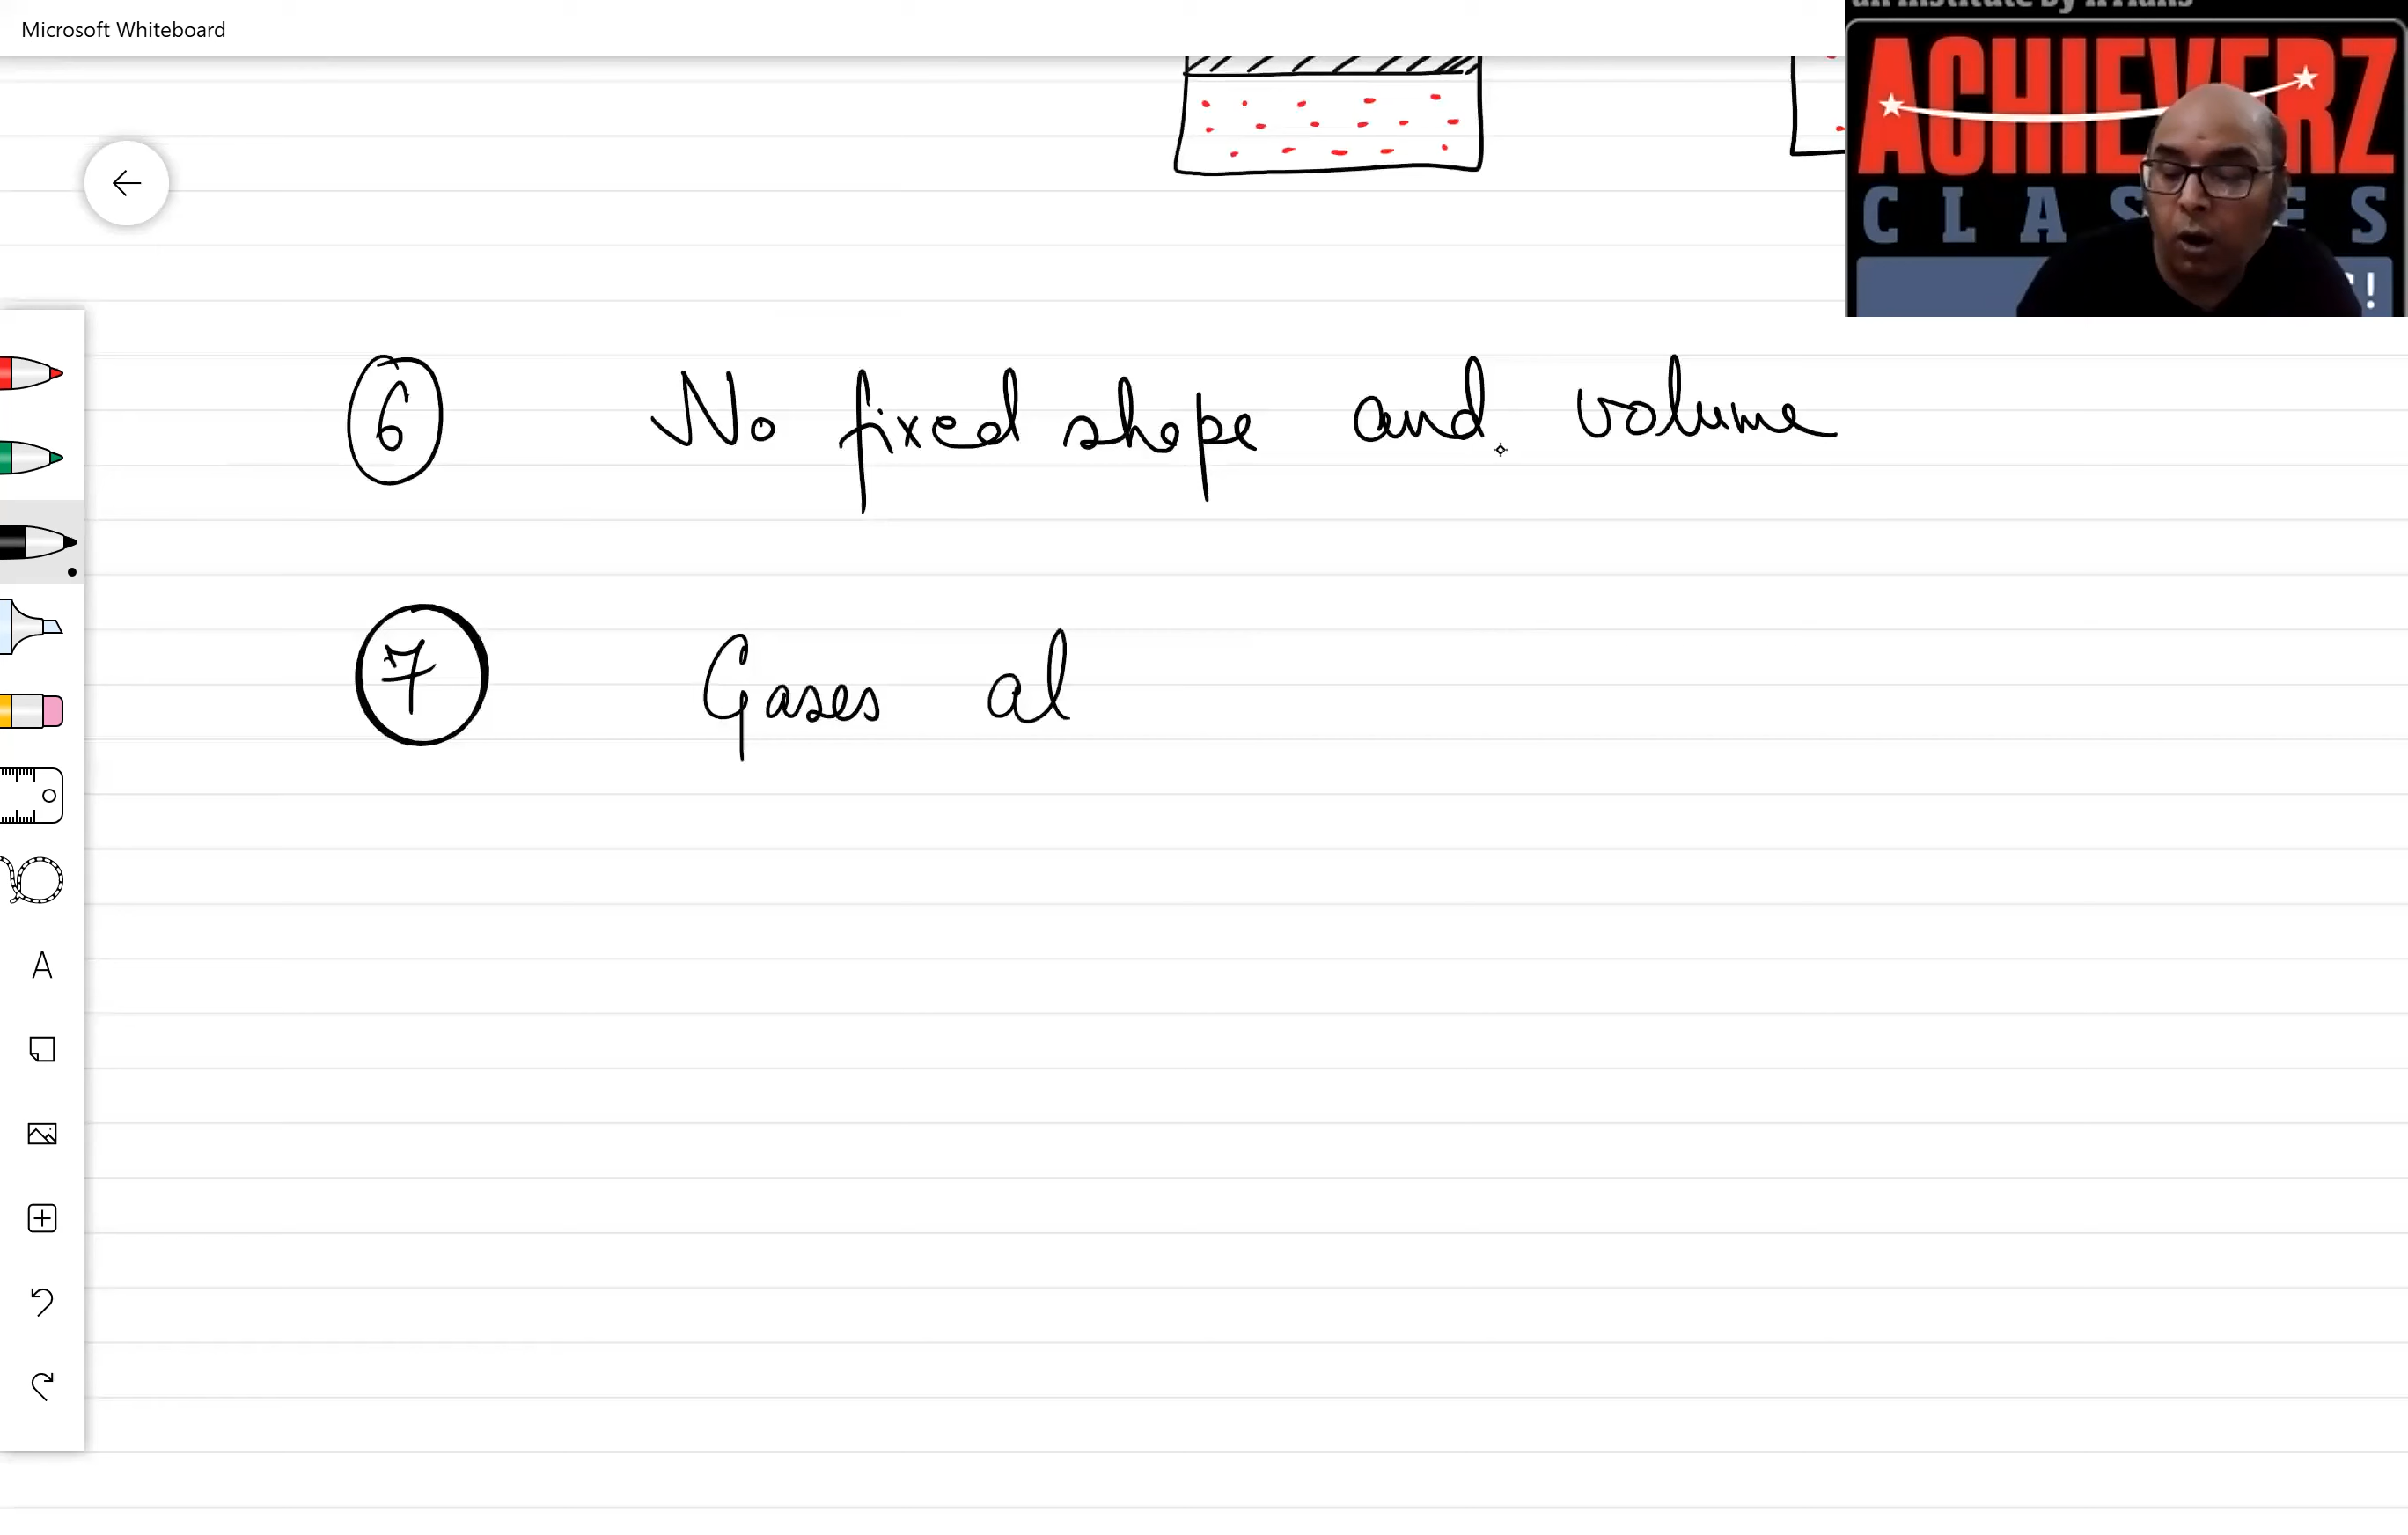 Microsoft Whiteboard
ACHIEVERZ
CLASSES
6 No fixed shape and volume
7 Gases al
A